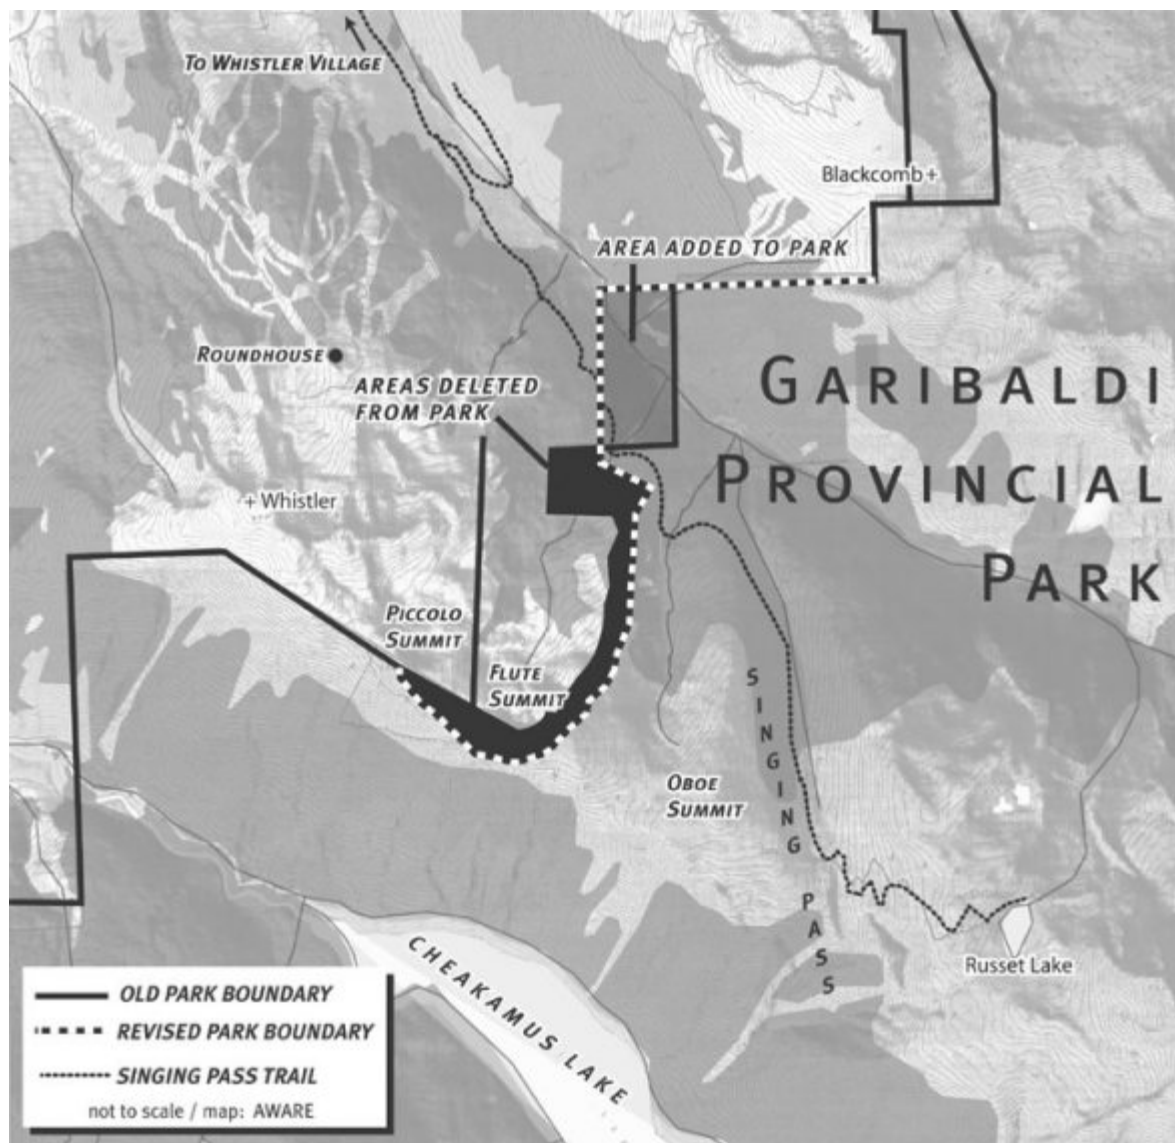 TO WHISTLER VILLAGE
Blackcomb +
AREA ADDED TO PARK
ROUNDHOUSE
AREAS DELETED
FROM PARK
GARIBALDI
PROVINCIAL
PARK
+ Whistler
PICCOLO
SUMMIT
FLUTE
SUMMIT
SINGING PASS
OBOE
SUMMIT
Russet Lake
CHEAKAMUS LAKE
OLD PARK BOUNDARY
REVISED PARK BOUNDARY
SINGING PASS TRAIL
not to scale / map: AWARE